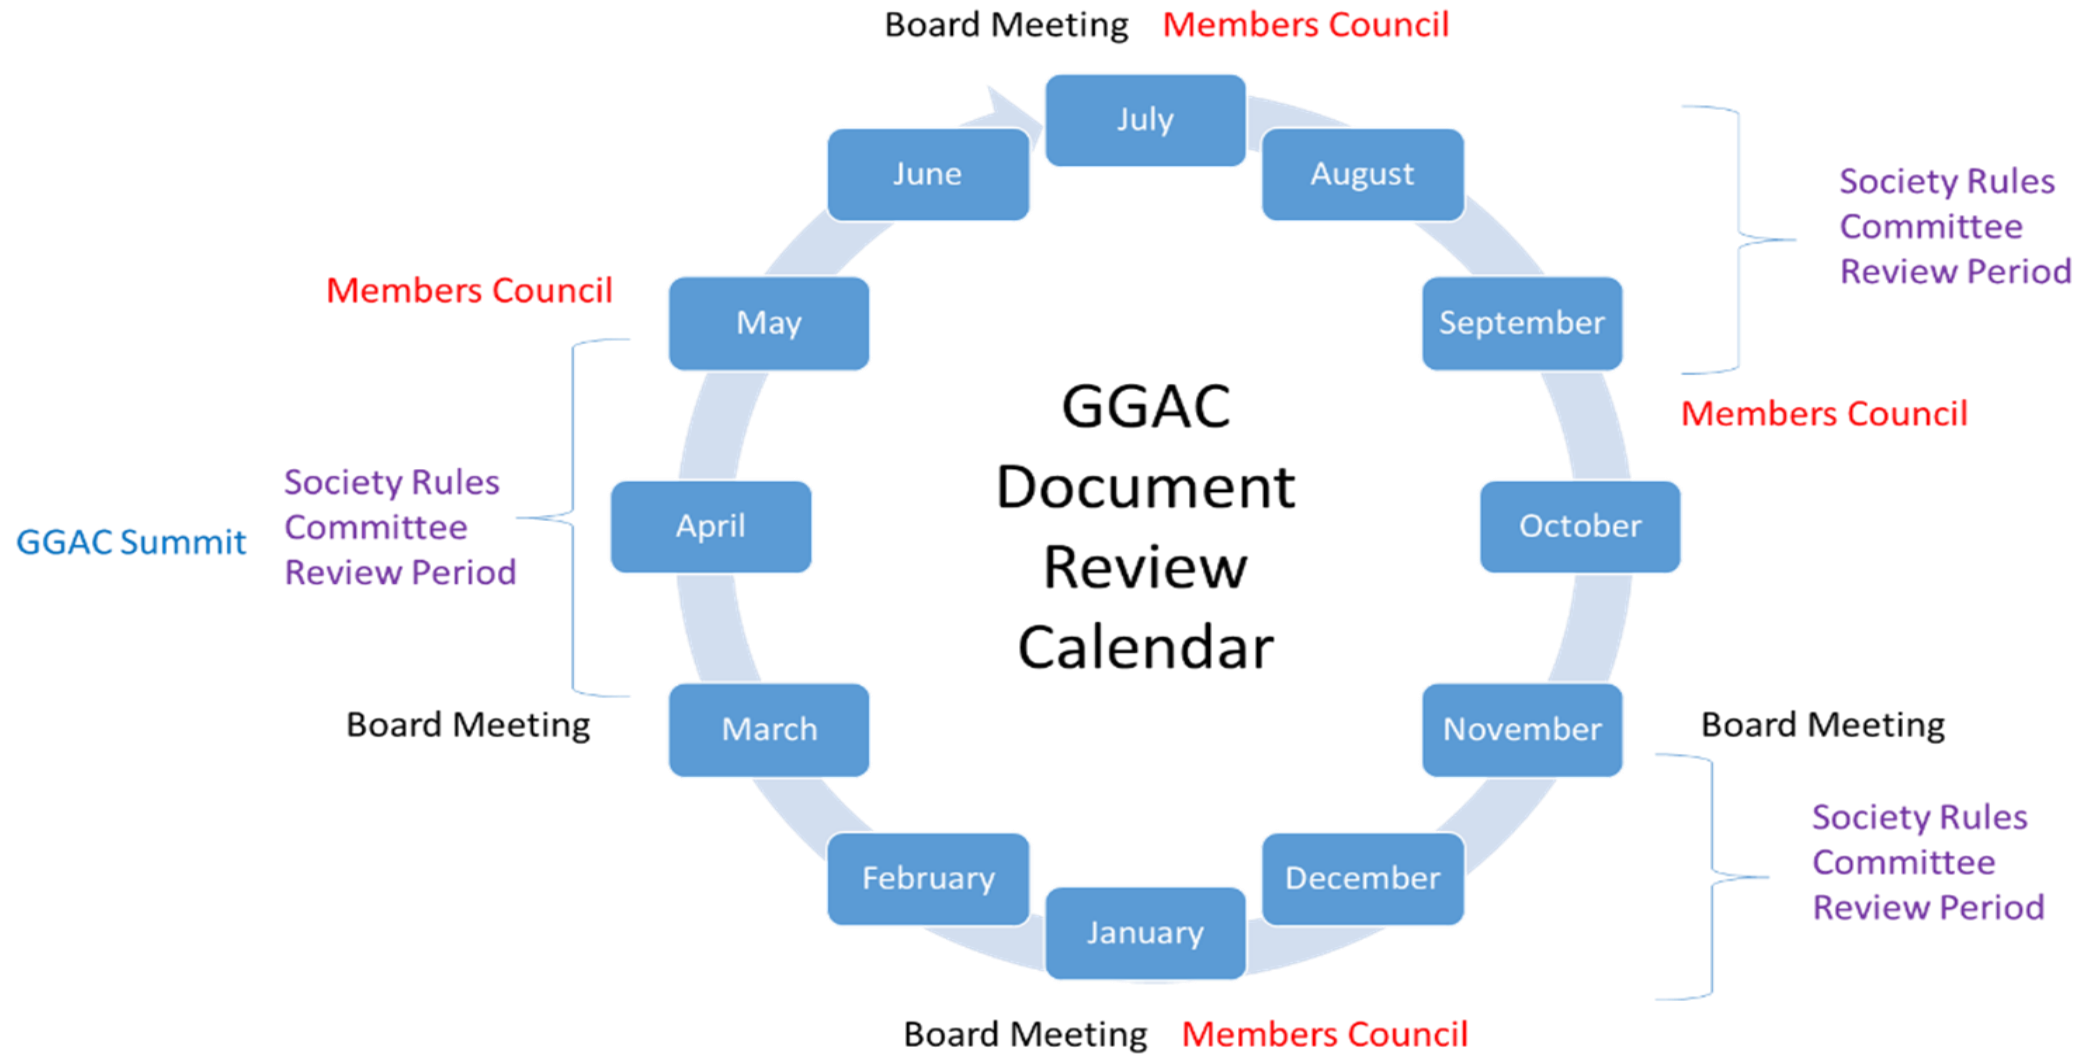 Board Meeting Members Council
July
June
August
Society Rules
Committee
Review Period
Members Council
May
September
GGAC
Document
Review
Calendar
Members Council
GGAC Summit
Society Rules
Committee
Review Period
April
October
Board Meeting
March
November
Board Meeting
Society Rules
Committee
Review Period
February
December
January
Board Meeting Members Council